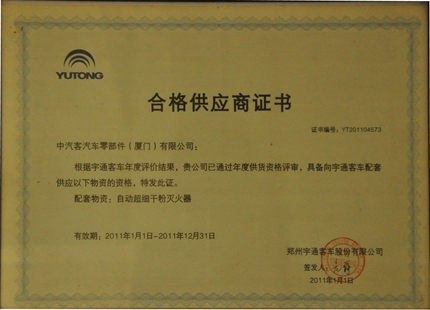 YUTONG
合格供应商证书
证书编号：YT201104573
中汽客汽车零部件（厦门）有限公司：
根据宇通客车年度评价结果，贵公司已通过年度供货资格评审，具备向宇通客车配套
供应以下物资的资格，特发此证。
配套物资：自动超细干粉灭火器
有效期：2011年1月1日-2011年12月31日
郑州宇通客车股份有限公司
签发人：
2011年1月1日